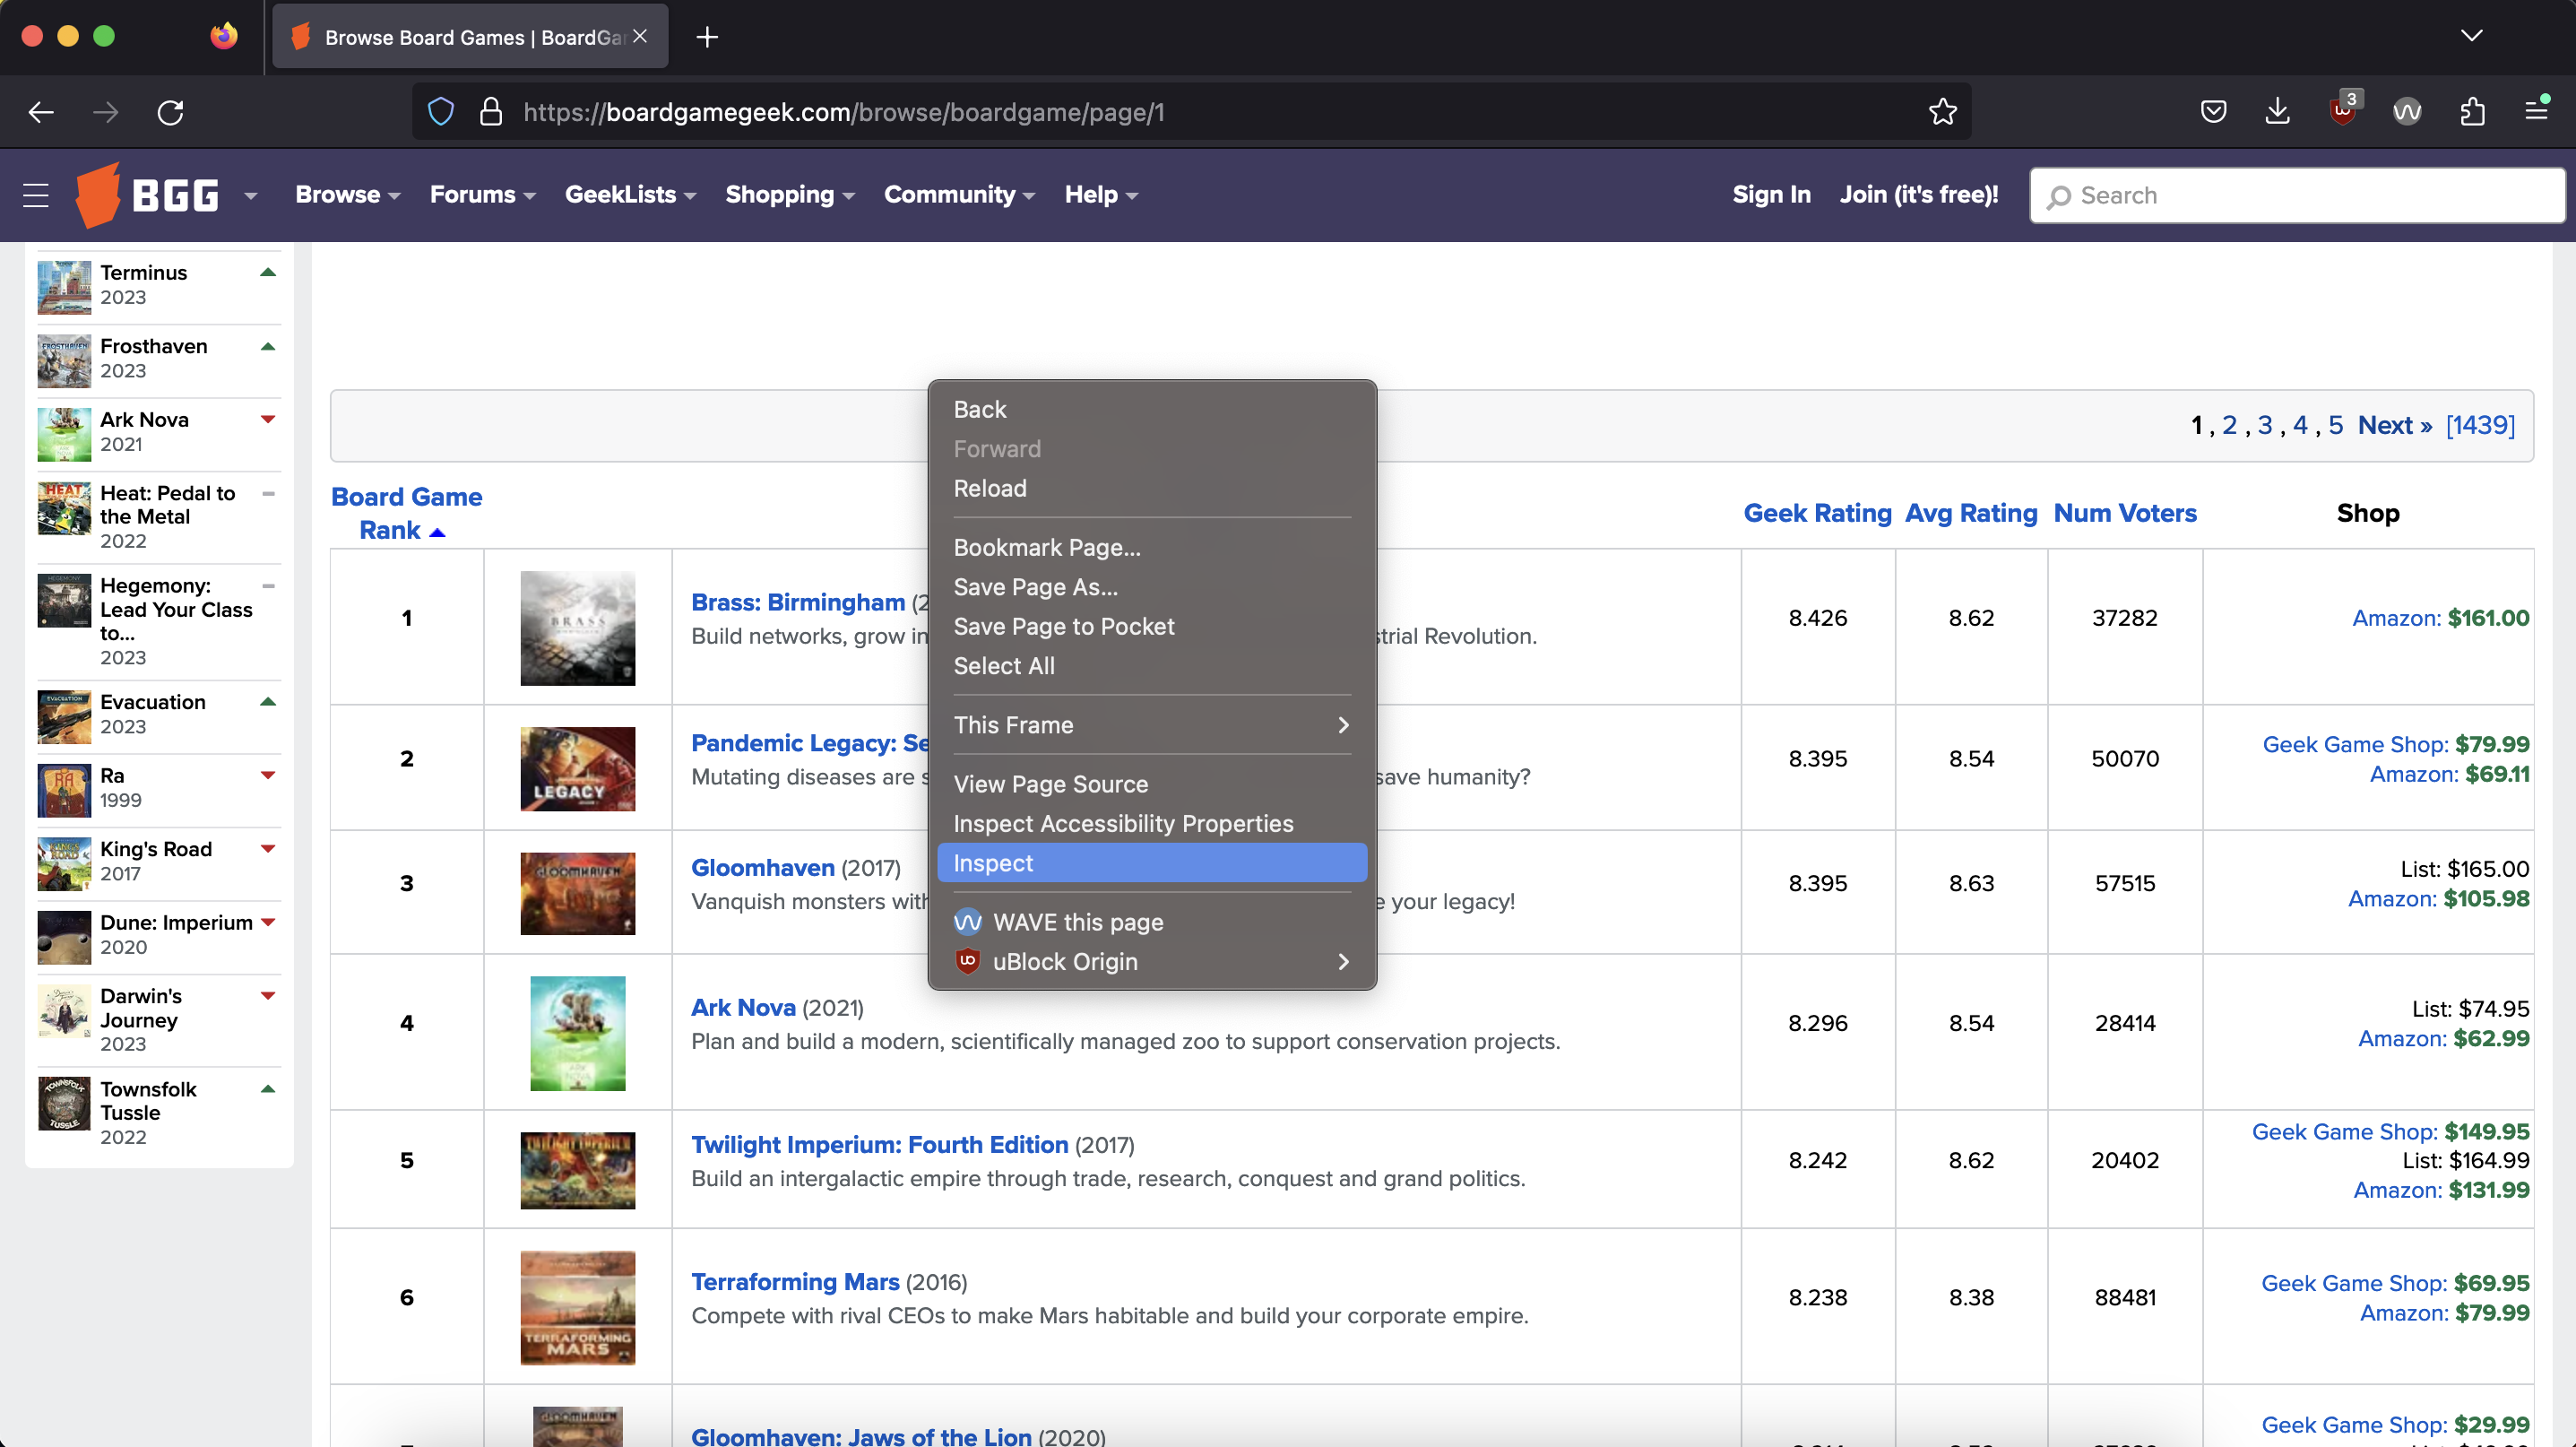 Browse Board Games | BoardGa
https://boardgamegeek.com/browse/boardgame/page/1
3
BGG
Browse
Forums
GeekLists
Shopping
Community
Help
Sign In
Join (it's free)!
Search
Terminus
2023
Frosthaven
2023
Ark Nova
2021
Heat: Pedal to
the Metal
2022
Hegemony:
Lead Your Class
to...
2023
Evacuation
2023
Ra
1999
King's Road
2017
Dune: Imperium
2020
Darwin's
Journey
2023
Townsfolk
Tussle
2022
1 , 2 , 3 , 4 , 5 Next » [1439]
Board Game
Rank
Geek Rating
Avg Rating
Num Voters
Shop
1
BRASS
Brass: Birmingham (2
Build networks, grow in
strial Revolution.
8.426
8.62
37282
Amazon: $161.00
2
LEGACY
Pandemic Legacy: Se
Mutating diseases are s
save humanity?
8.395
8.54
50070
Geek Game Shop: $79.99
Amazon: $69.11
3
GLOOMHAVEN
Gloomhaven (2017)
Vanquish monsters with
e your legacy!
8.395
8.63
57515
List: $165.00
Amazon: $105.98
4
ARK NOVA
Ark Nova (2021)
Plan and build a modern, scientifically managed zoo to support conservation projects.
8.296
8.54
28414
List: $74.95
Amazon: $62.99
5
TWILIGHT IMPERIUM
Twilight Imperium: Fourth Edition (2017)
Build an intergalactic empire through trade, research, conquest and grand politics.
8.242
8.62
20402
Geek Game Shop: $149.95
List: $164.99
Amazon: $131.99
6
TERRAFORMING
MARS
Terraforming Mars (2016)
Compete with rival CEOs to make Mars habitable and build your corporate empire.
8.238
8.38
88481
Geek Game Shop: $69.95
Amazon: $79.99
GLOOMHAVEN
Gloomhaven: Jaws of the Lion (2020)
Geek Game Shop: $29.99
Back
Forward
Reload
Bookmark Page...
Save Page As...
Save Page to Pocket
Select All
This Frame
View Page Source
Inspect Accessibility Properties
Inspect
WAVE this page
uBlock Origin